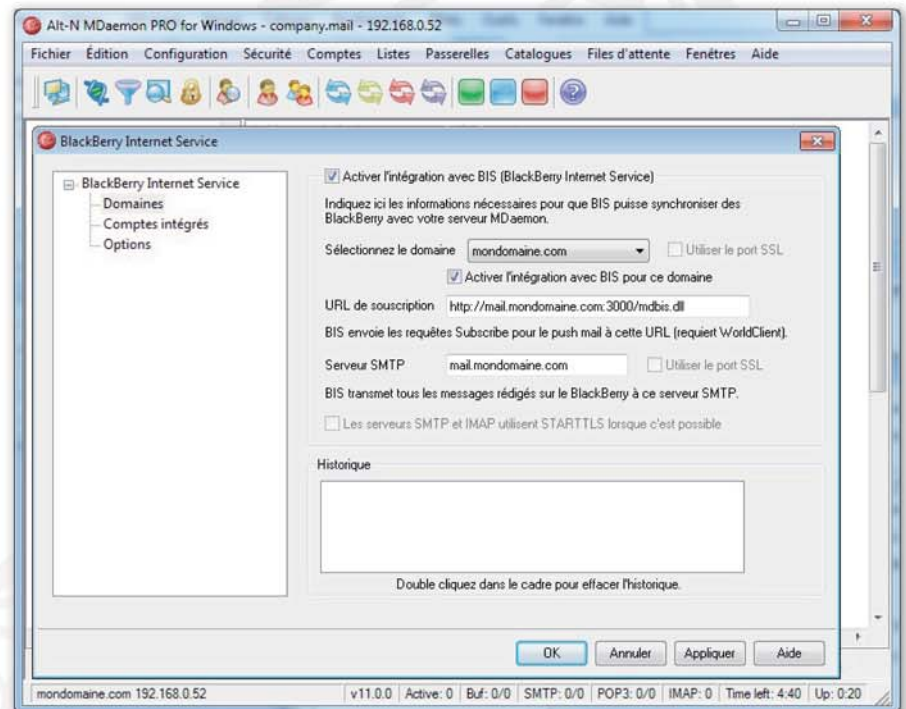 Alt-N MDaemon PRO for Windows - company.mail - 192.168.0.52
Fichier Édition Configuration Sécurité Comptes Listes Passerelles Catalogues Files d'attente Fenêtres Aide
BlackBerry Internet Service
BlackBerry Internet Service
Domaines
Comptes intégrés
Options
Activer l'intégration avec BIS (BlackBerry Internet Service)
Indiquez ici les informations nécessaires pour que BIS puisse synchroniser des
BlackBerry avec votre serveur MDaemon.
Sélectionnez le domaine mondomaine.com Utiliser le port SSL
Activer l'intégration avec BIS pour ce domaine
URL de souscription http://mail.mondomaine.com:3000/mdbis.dll
BIS envoie les requêtes Subscribe pour le push mail à cette URL (requiert WorldClient).
Serveur SMTP mail.mondomaine.com Utiliser le port SSL
BIS transmet tous les messages rédigés sur le BlackBerry à ce serveur SMTP.
Les serveurs SMTP et IMAP utilisent STARTTLS lorsque c'est possible
Historique
Double cliquez dans le cadre pour effacer l'historique.
OK Annuler Appliquer Aide
mondomaine.com 192.168.0.52 v11.0.0 Active: 0 Buf: 0/0 SMTP: 0/0 POP3: 0/0 IMAP: 0 Time left: 4:40 Up: 0:20